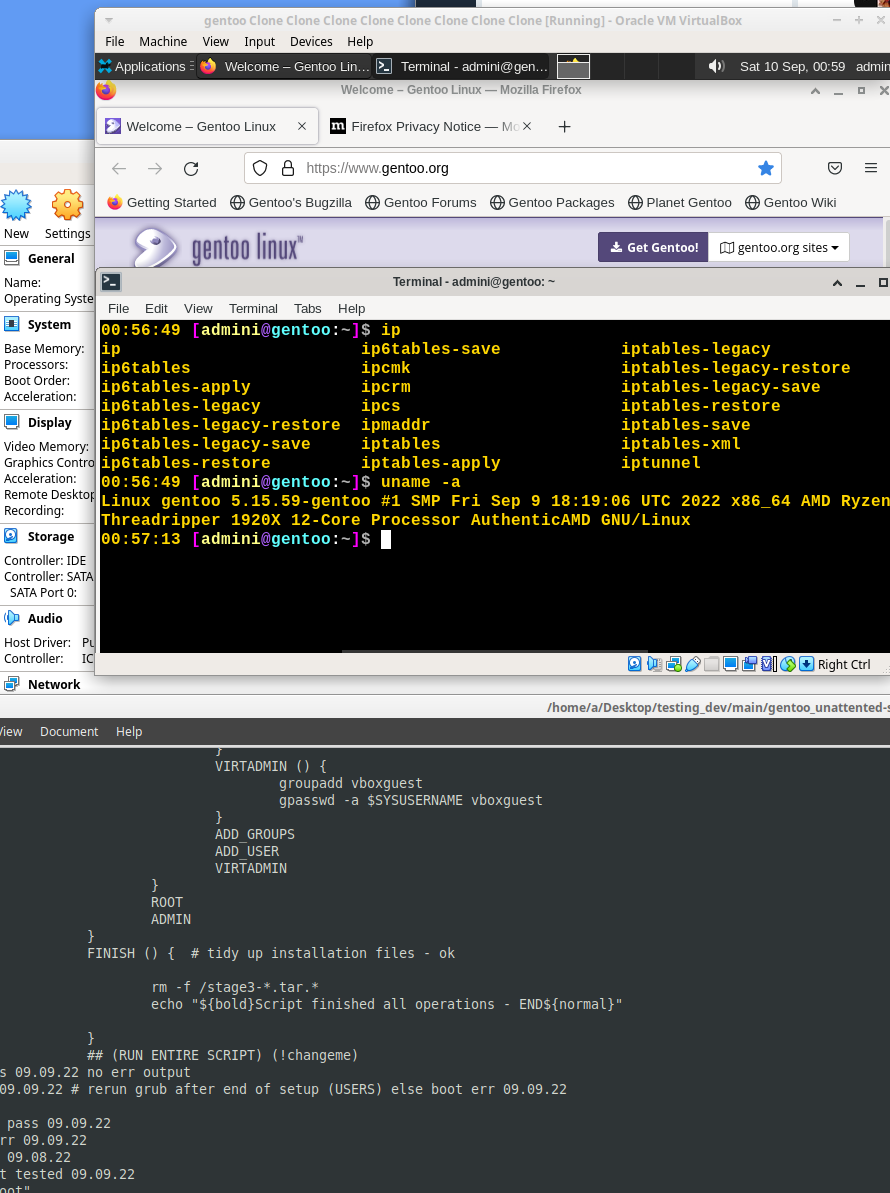 gentoo Clone Clone Clone Clone Clone Clone Clone Clone [Running] - Oracle VM VirtualBox
File Machine View Input Devices Help
Applications Welcome – Gentoo Lin... Terminal - admini@gen... Sat 10 Sep, 00:59 admin
Welcome – Gentoo Linux — Mozilla Firefox
Welcome – Gentoo Linux Firefox Privacy Notice — Mo
https://www.gentoo.org
Getting Started Gentoo's Bugzilla Gentoo Forums Gentoo Packages Planet Gentoo Gentoo Wiki
gentoo linux Get Gentoo! gentoo.org sites
New Settings
General
Name:
Operating Syste
System
Base Memory:
Processors:
Boot Order:
Acceleration:
Display
Video Memory:
Graphics Contro
Acceleration:
Remote Desktop
Recording:
Storage
Controller: IDE
Controller: SATA
SATA Port 0:
Audio
Host Driver: Pu
Controller: IC
Network
Terminal - admini@gentoo: ~
File Edit View Terminal Tabs Help
00:56:49 [admini@gentoo:~]$ ip
ip ip6tables-save iptables-legacy
ip6tables ipcmk iptables-legacy-restore
ip6tables-apply ipcrm iptables-legacy-save
ip6tables-legacy ipcs iptables-restore
ip6tables-legacy-restore ipmaddr iptables-save
ip6tables-legacy-save iptables iptables-xml
ip6tables-restore iptables-apply iptunnel
00:56:49 [admini@gentoo:~]$ uname -a
Linux gentoo 5.15.59-gentoo #1 SMP Fri Sep 9 18:19:06 UTC 2022 x86_64 AMD Ryzen
Threadripper 1920X 12-Core Processor AuthenticAMD GNU/Linux
00:57:13 [admini@gentoo:~]$
Right Ctrl
/home/a/Desktop/testing_dev/main/gentoo_unattented-s
View Document Help
}
VIRTADMIN () {
groupadd vboxguest
gpasswd -a $SYSUSERNAME vboxguest
}
ADD_GROUPS
ADD_USER
VIRTADMIN
}
ROOT
ADMIN
}
FINISH () { # tidy up installation files - ok
rm -f /stage3-*.tar.*
echo "${bold}Script finished all operations - END${normal}"
}
## (RUN ENTIRE SCRIPT) (!changeme)
s 09.09.22 no err output
09.09.22 # rerun grub after end of setup (USERS) else boot err 09.09.22
pass 09.09.22
rr 09.09.22
09.08.22
t tested 09.09.22
oot"